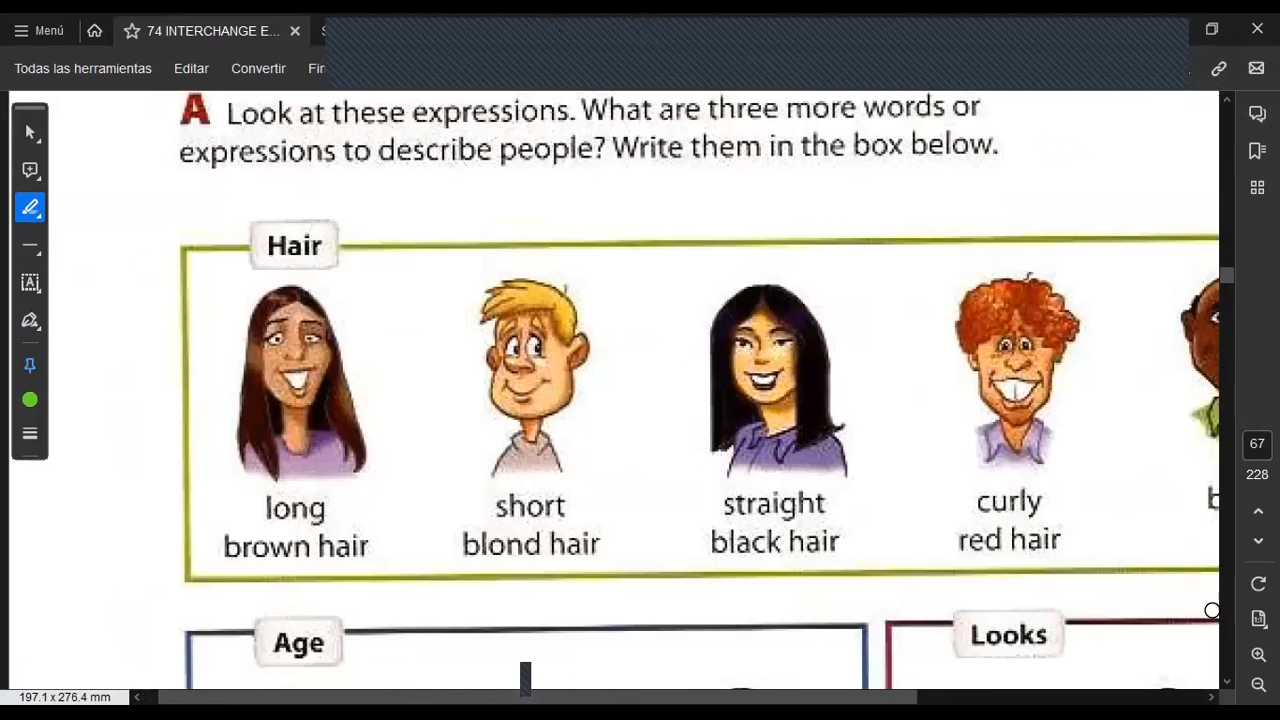 Menú
74 INTERCHANGE E...
Todas las herramientas Editar Convertir Fir
A Look at these expressions. What are three more words or
expressions to describe people? Write them in the box below.
Hair
long
brown hair
short
blond hair
straight
black hair
curly
red hair
Age
Looks
67
228
197.1 x 276.4 mm